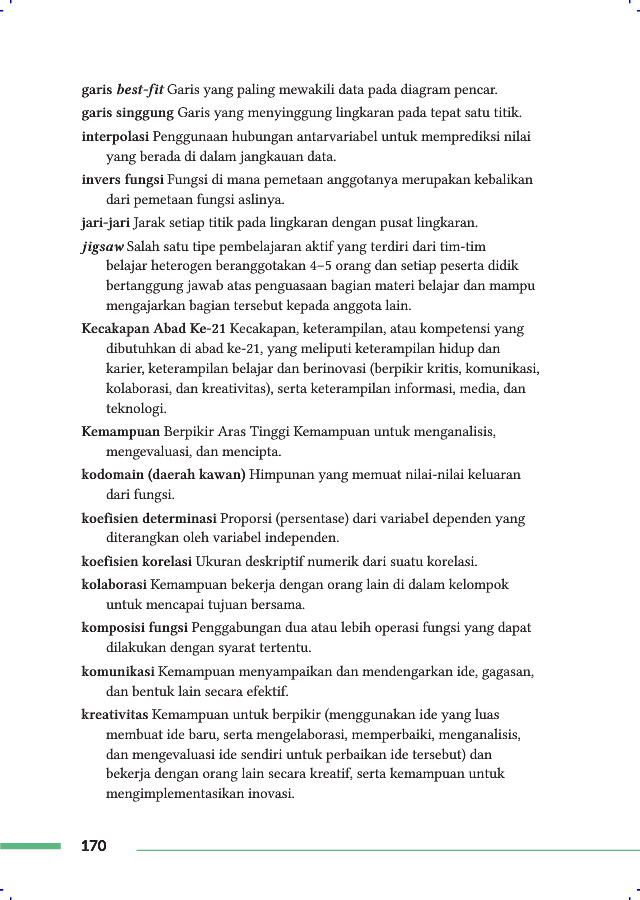 garis best-fit Garis yang paling mewakili data pada diagram pencar.
garis singgung Garis yang menyinggung lingkaran pada tepat satu titik.
interpolasi Penggunaan hubungan antarvariabel untuk memprediksi nilai
yang berada di dalam jangkauan data.
invers fungsi Fungsi di mana pemetaan anggotanya merupakan kebalikan
dari pemetaan fungsi aslinya.
jari-jari Jarak setiap titik pada lingkaran dengan pusat lingkaran.
jigsaw Salah satu tipe pembelajaran aktif yang terdiri dari tim-tim
belajar heterogen beranggotakan 4–5 orang dan setiap peserta didik
bertanggung jawab atas penguasaan bagian materi belajar dan mampu
mengajarkan bagian tersebut kepada anggota lain.
Kecakapan Abad Ke-21 Kecakapan, keterampilan, atau kompetensi yang
dibutuhkan di abad ke-21, yang meliputi keterampilan hidup dan
karier, keterampilan belajar dan berinovasi (berpikir kritis, komunikasi,
kolaborasi, dan kreativitas), serta keterampilan informasi, media, dan
teknologi.
Kemampuan Berpikir Aras Tinggi Kemampuan untuk menganalisis,
mengevaluasi, dan mencipta.
kodomain (daerah kawan) Himpunan yang memuat nilai-nilai keluaran
dari fungsi.
koefisien determinasi Proporsi (persentase) dari variabel dependen yang
diterangkan oleh variabel independen.
koefisien korelasi Ukuran deskriptif numerik dari suatu korelasi.
kolaborasi Kemampuan bekerja dengan orang lain di dalam kelompok
untuk mencapai tujuan bersama.
komposisi fungsi Penggabungan dua atau lebih operasi fungsi yang dapat
dilakukan dengan syarat tertentu.
komunikasi Kemampuan menyampaikan dan mendengarkan ide, gagasan,
dan bentuk lain secara efektif.
kreativitas Kemampuan untuk berpikir (menggunakan ide yang luas
membuat ide baru, serta mengelaborasi, memperbaiki, menganalisis,
dan mengevaluasi ide sendiri untuk perbaikan ide tersebut) dan
bekerja dengan orang lain secara kreatif, serta kemampuan untuk
mengimplementasikan inovasi.
170